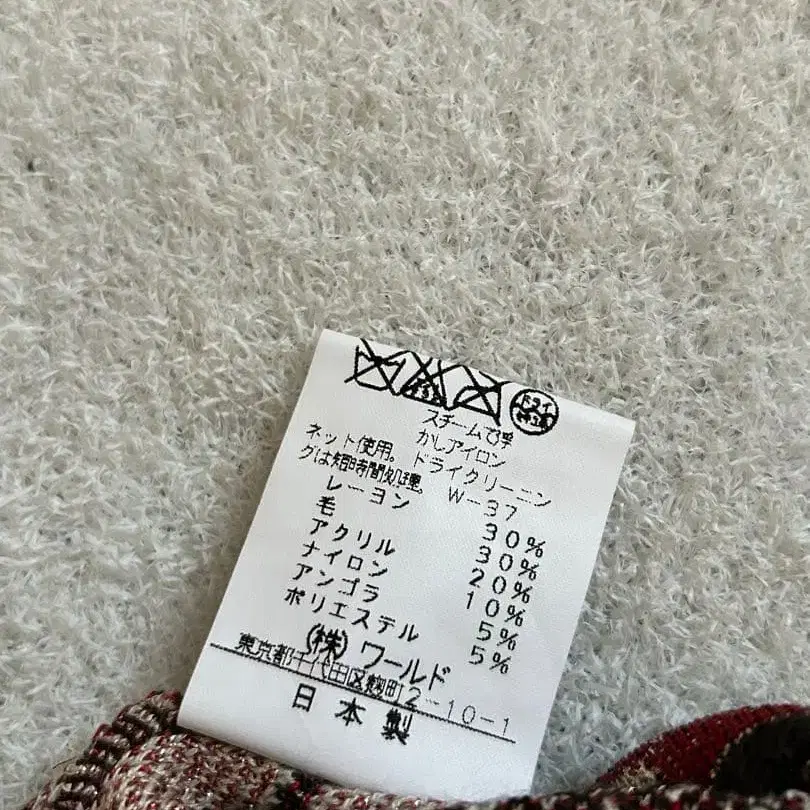 ドライ
スチームで浮
かしアイロン
ネット使用。ドライクリーニン
グは短時間処理。 W-37
レーヨン 30%
毛 30%
アクリル 20%
ナイロン 10%
アンゴラ 5%
ポリエステル 5%
(株)ワールド
東京都千代田区麹町2-10-1
日本製